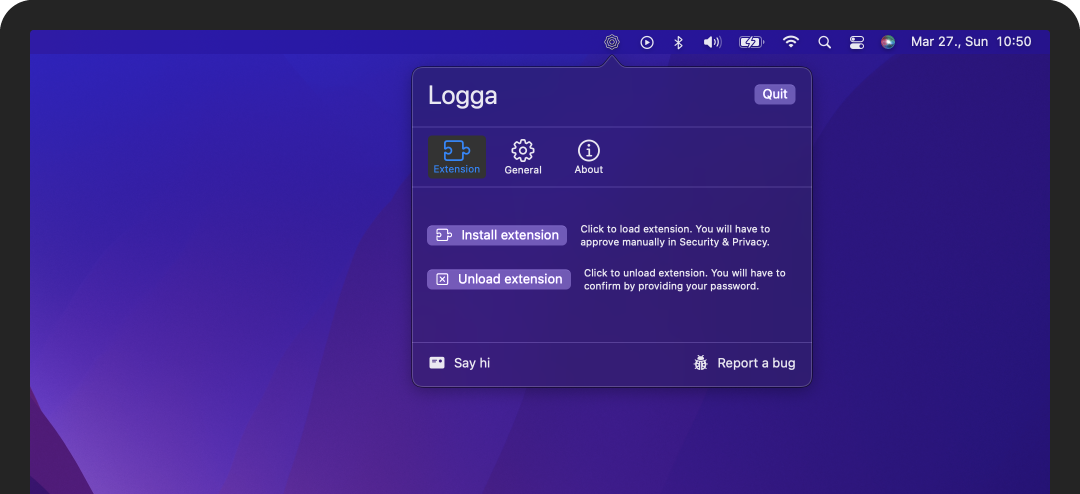 Mar 27., Sun 10:50
Logga
Quit
Extension
General
About
Install extension
Click to load extension. You will have to
approve manually in Security & Privacy.
Unload extension
Click to unload extension. You will have to
confirm by providing your password.
Say hi
Report a bug